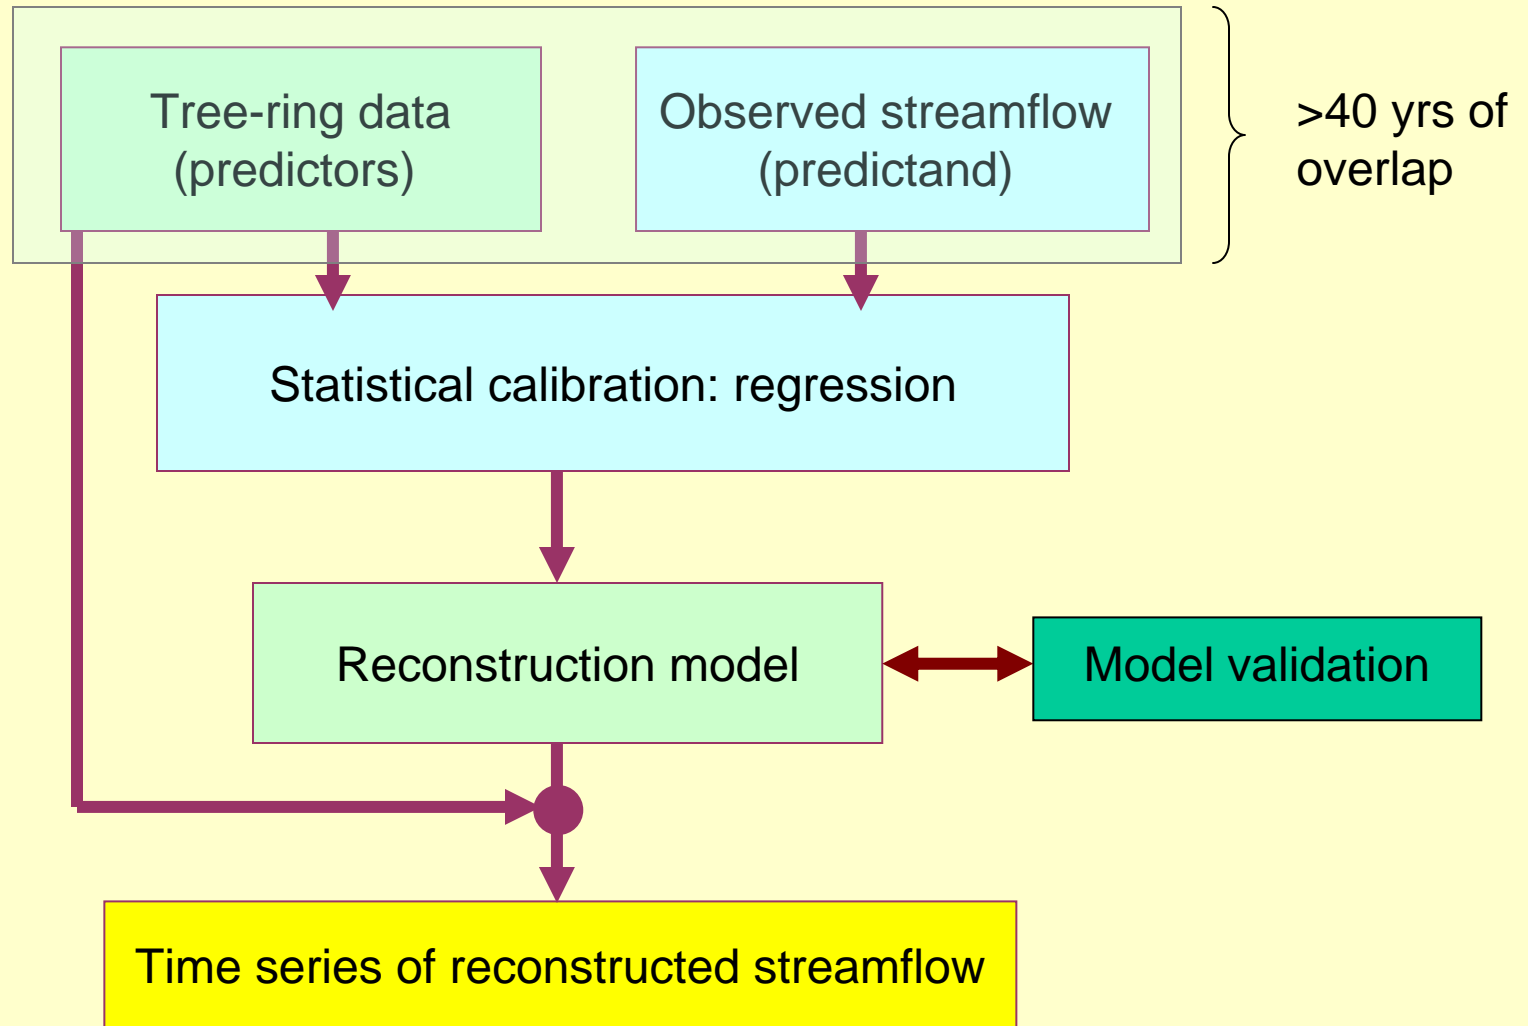 Tree-ring data
(predictors)
Observed streamflow
(predictand)
>40 yrs of
overlap
Statistical calibration: regression
Reconstruction model
Model validation
Time series of reconstructed streamflow